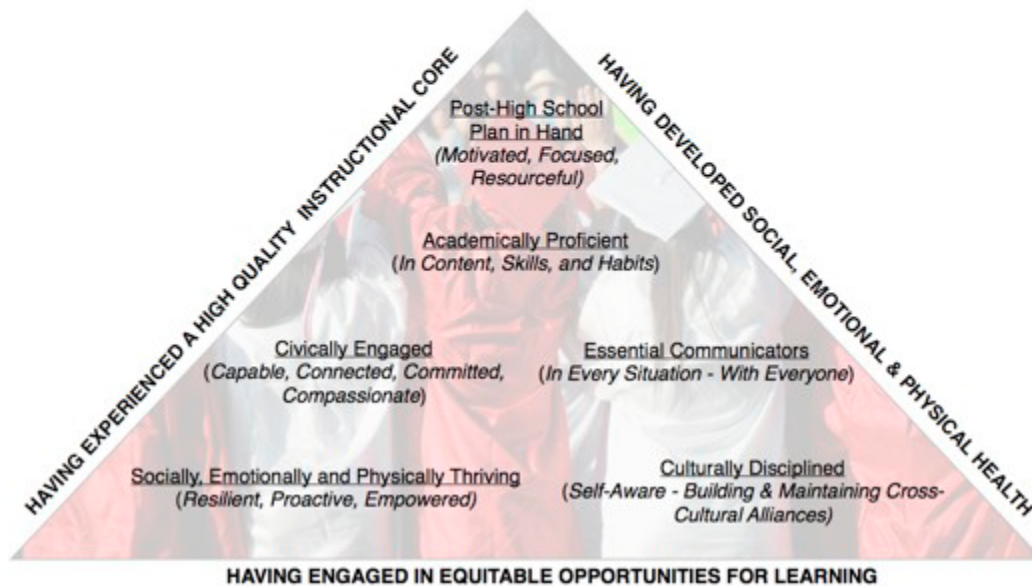 HAVING EXPERIENCED A HIGH QUALITY INSTRUCTIONAL CORE
HAVING DEVELOPED SOCIAL, EMOTIONAL & PHYSICAL HEALTH
Post-High School
Plan in Hand
(Motivated, Focused,
Resourceful)
Academically Proficient
(In Content, Skills, and Habits)
Civically Engaged
(Capable, Connected, Committed,
Compassionate)
Essential Communicators
(In Every Situation - With Everyone)
Socially, Emotionally and Physically Thriving
(Resilient, Proactive, Empowered)
Culturally Disciplined
(Self-Aware - Building & Maintaining Cross-
Cultural Alliances)
HAVING ENGAGED IN EQUITABLE OPPORTUNITIES FOR LEARNING